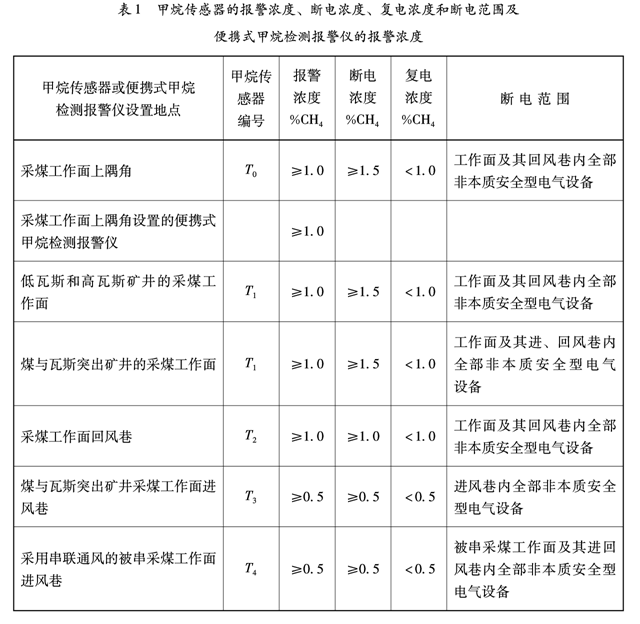 表1 甲烷传感器的报警浓度、断电浓度、复电浓度和断电范围及
便携式甲烷检测报警仪的报警浓度
甲烷传感器或便携式甲烷
检测报警仪设置地点
甲烷传
感器
编号
报警
浓度
%CH₄
断电
浓度
%CH₄
复电
浓度
%CH₄
断电范围
采煤工作面上隅角
T₀
≥1.0
≥1.5
<1.0
工作面及其回风巷内全部
非本质安全型电气设备
采煤工作面上隅角设置的便携式
甲烷检测报警仪
≥1.0
低瓦斯和高瓦斯矿井的采煤工
作面
T₁
≥1.0
≥1.5
<1.0
工作面及其回风巷内全部
非本质安全型电气设备
煤与瓦斯突出矿井的采煤工作面
T₁
≥1.0
≥1.5
<1.0
工作面及其进、回风巷内
全部非本质安全型电气
设备
采煤工作面回风巷
T₂
≥1.0
≥1.0
<1.0
工作面及其回风巷内全部
非本质安全型电气设备
煤与瓦斯突出矿井采煤工作面进
风巷
T₃
≥0.5
≥0.5
<0.5
进风巷内全部非本质安全
型电气设备
采用串联通风的被串采煤工作面
进风巷
T₄
≥0.5
≥0.5
<0.5
被串采煤工作面及其进回
风巷内全部非本质安全型
电气设备